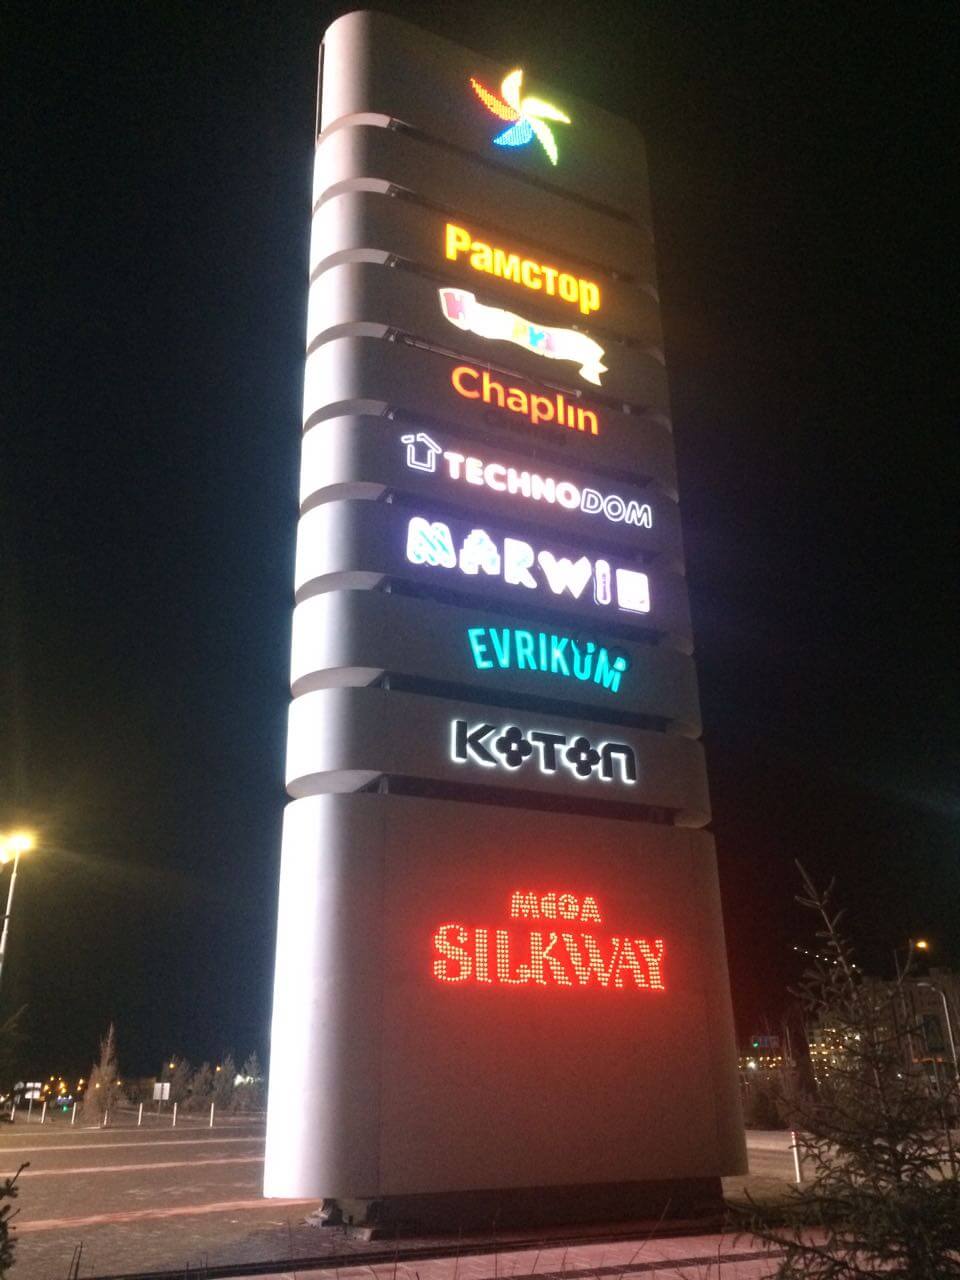 Рамстор
Chaplin
TECHNODOM
MARWIN
EVRIKUM
KOTON
MEGA
SILKWAY